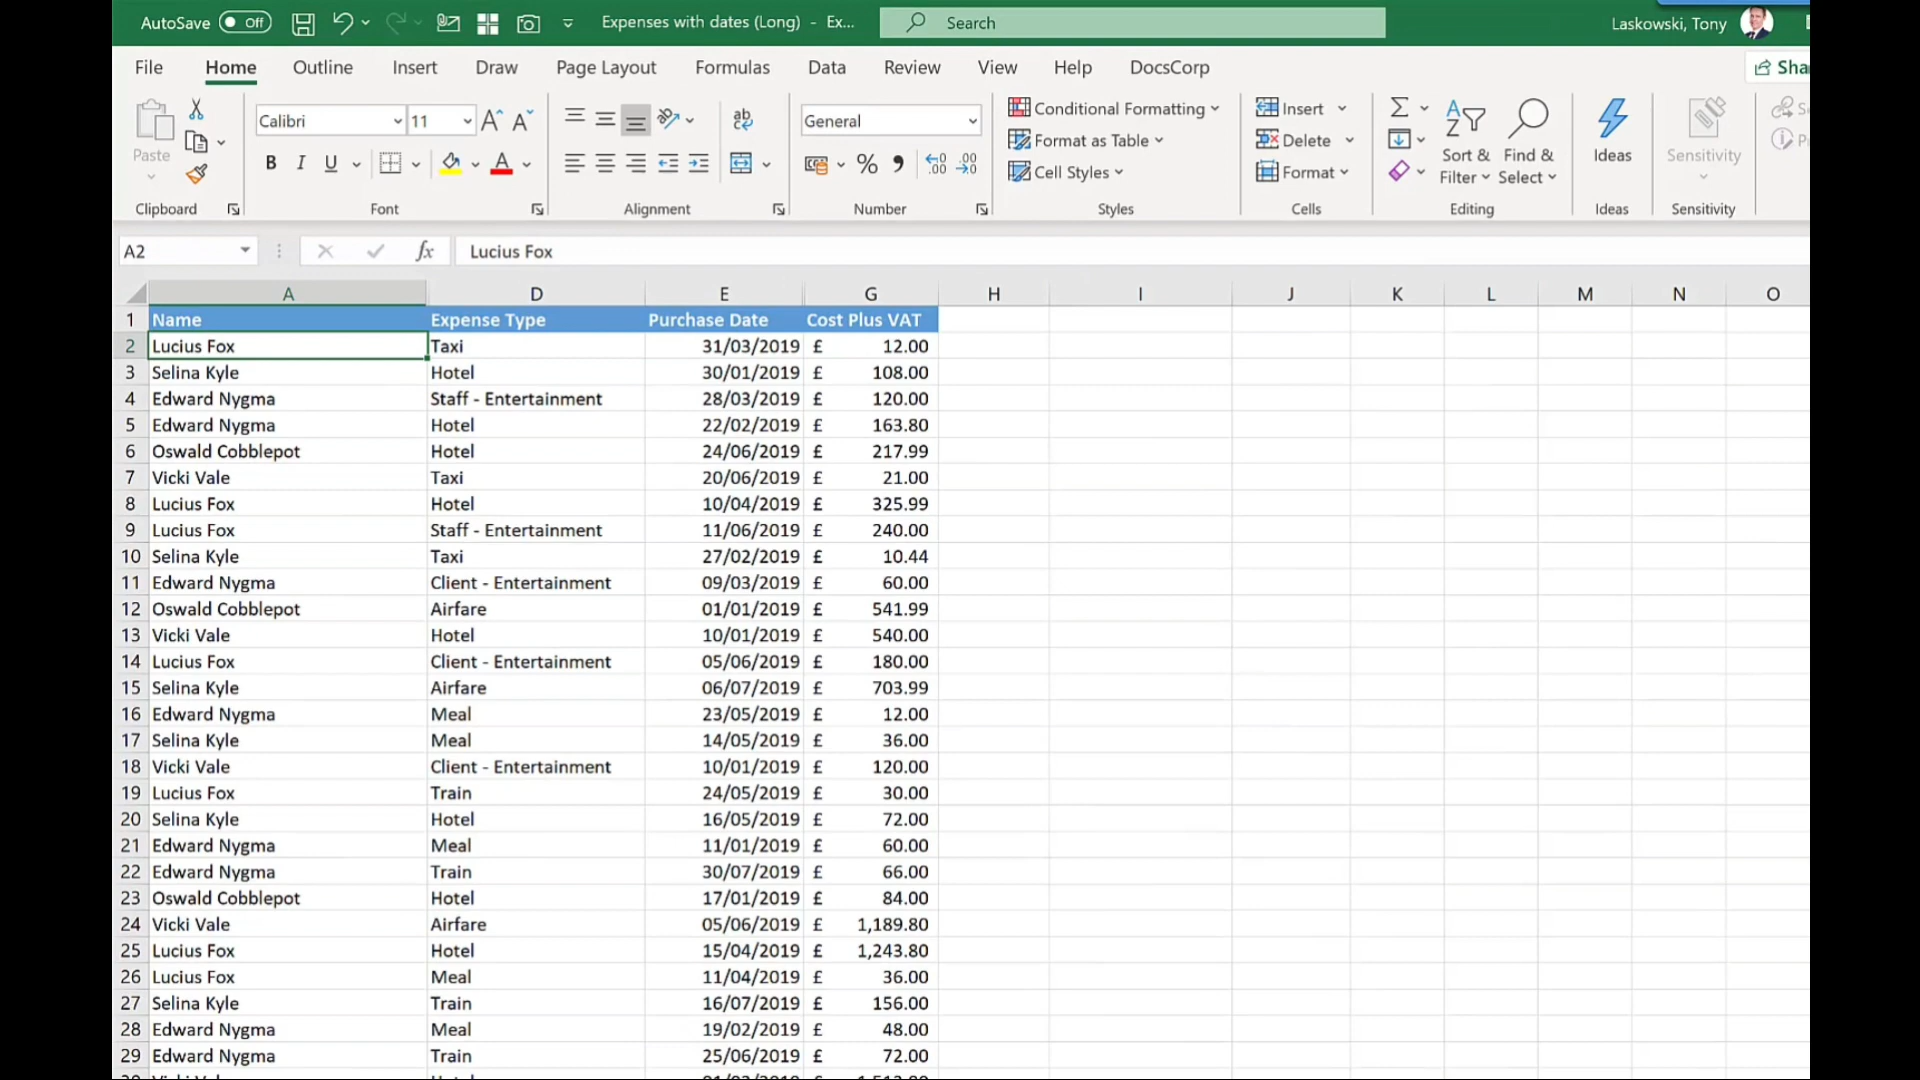 AutoSave Off Expenses with dates (Long) - Ex... Search Laskowski, Tony
File Home Outline Insert Draw Page Layout Formulas Data Review View Help DocsCorp Sha
Paste Calibri 11 General Conditional Formatting Insert Sort & Filter Find & Select Ideas Sensitivity
B I U A % Format as Table Delete
Cell Styles Format
Clipboard Font Alignment Number Styles Cells Editing Ideas Sensitivity
A2 fx Lucius Fox
A D E G H I J K L M N O
1 Name Expense Type Purchase Date Cost Plus VAT
2 Lucius Fox Taxi 31/03/2019 £ 12.00
3 Selina Kyle Hotel 30/01/2019 £ 108.00
4 Edward Nygma Staff - Entertainment 28/03/2019 £ 120.00
5 Edward Nygma Hotel 22/02/2019 £ 163.80
6 Oswald Cobblepot Hotel 24/06/2019 £ 217.99
7 Vicki Vale Taxi 20/06/2019 £ 21.00
8 Lucius Fox Hotel 10/04/2019 £ 325.99
9 Lucius Fox Staff - Entertainment 11/06/2019 £ 240.00
10 Selina Kyle Taxi 27/02/2019 £ 10.44
11 Edward Nygma Client - Entertainment 09/03/2019 £ 60.00
12 Oswald Cobblepot Airfare 01/01/2019 £ 541.99
13 Vicki Vale Hotel 10/01/2019 £ 540.00
14 Lucius Fox Client - Entertainment 05/06/2019 £ 180.00
15 Selina Kyle Airfare 06/07/2019 £ 703.99
16 Edward Nygma Meal 23/05/2019 £ 12.00
17 Selina Kyle Meal 14/05/2019 £ 36.00
18 Vicki Vale Client - Entertainment 10/01/2019 £ 120.00
19 Lucius Fox Train 24/05/2019 £ 30.00
20 Selina Kyle Hotel 16/05/2019 £ 72.00
21 Edward Nygma Meal 11/01/2019 £ 60.00
22 Edward Nygma Train 30/07/2019 £ 66.00
23 Oswald Cobblepot Hotel 17/01/2019 £ 84.00
24 Vicki Vale Airfare 05/06/2019 £ 1,189.80
25 Lucius Fox Hotel 15/04/2019 £ 1,243.80
26 Lucius Fox Meal 11/04/2019 £ 36.00
27 Selina Kyle Train 16/07/2019 £ 156.00
28 Edward Nygma Meal 19/02/2019 £ 48.00
29 Edward Nygma Train 25/06/2019 £ 72.00